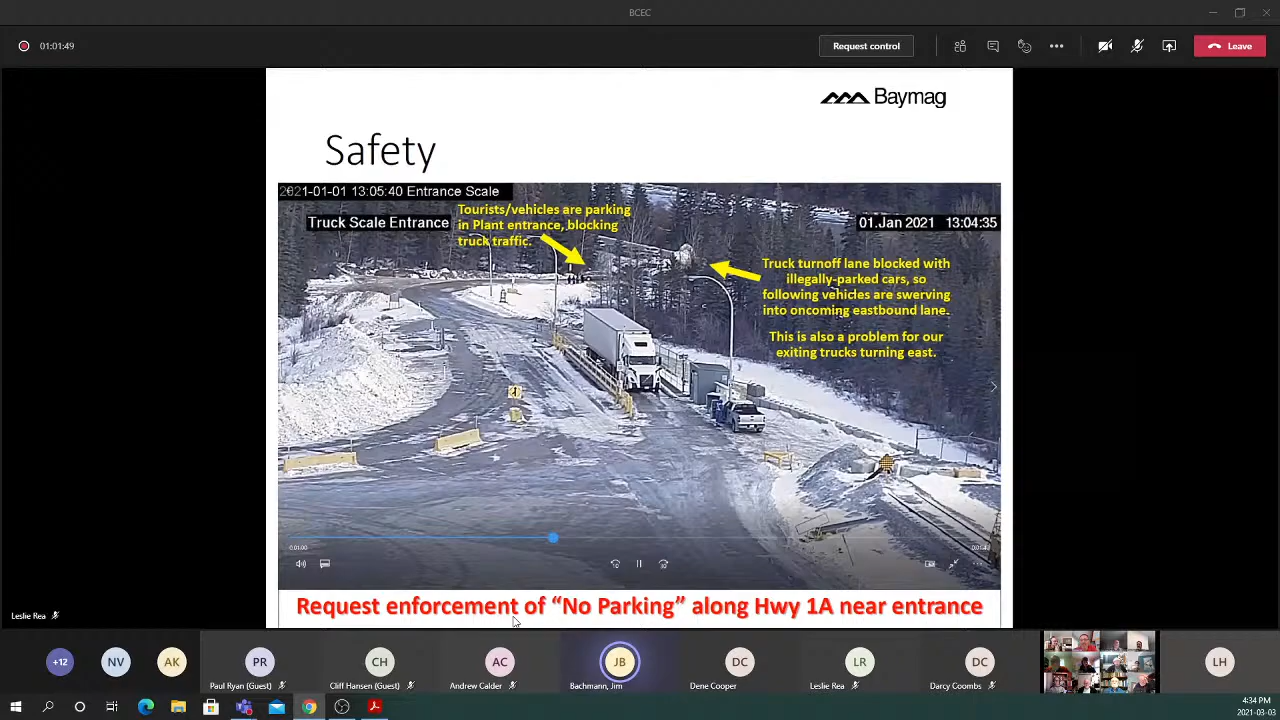 BCEC
01:01:49
Request control
Leave
Baymag
Safety
2021-01-01 13:05:40 Entrance Scale
Truck Scale Entrance
01.Jan 2021 13:04:35
Tourists/vehicles are parking
in Plant entrance, blocking
truck traffic.
Truck turnoff lane blocked with
illegally-parked cars, so
following vehicles are swerving
into oncoming eastbound lane.
This is also a problem for our
exiting trucks turning east.
0:01:00
Request enforcement of “No Parking” along Hwy 1A near entrance
Leslie Rea
+12
NV
AK
PR
CH
AC
JB
DC
LR
DC
LH
Paul Ryan (Guest)
Cliff Hansen (Guest)
Andrew Calder
Bachmann, Jim
Dene Cooper
Leslie Rea
Darcy Coombs
4:34 PM
2021-03-03